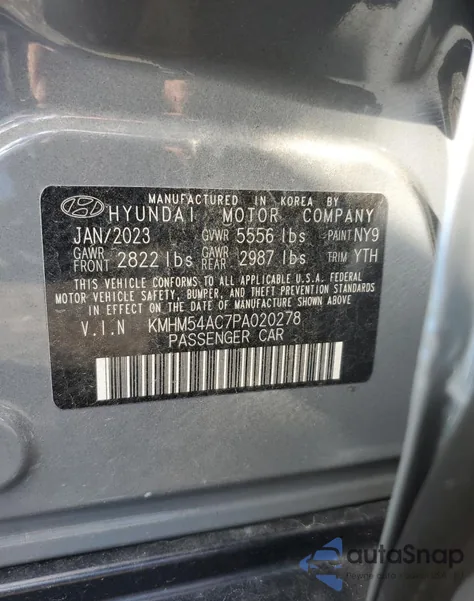 MANUFACTURED IN KOREA BY
HYUNDAI MOTOR COMPANY
JAN/2023 GVWR 5556 lbs PAINT NY9
GAWR FRONT 2822 lbs GAWR REAR 2987 lbs TRIM YTH
THIS VEHICLE CONFORMS TO ALL APPLICABLE U.S.A. FEDERAL
MOTOR VEHICLE SAFETY, BUMPER, AND THEFT PREVENTION STANDARDS
IN EFFECT ON THE DATE OF MANUFACTURE SHOWN ABOVE.
V.I.N KMHM54AC7PA020278
PASSENGER CAR
autoSnap